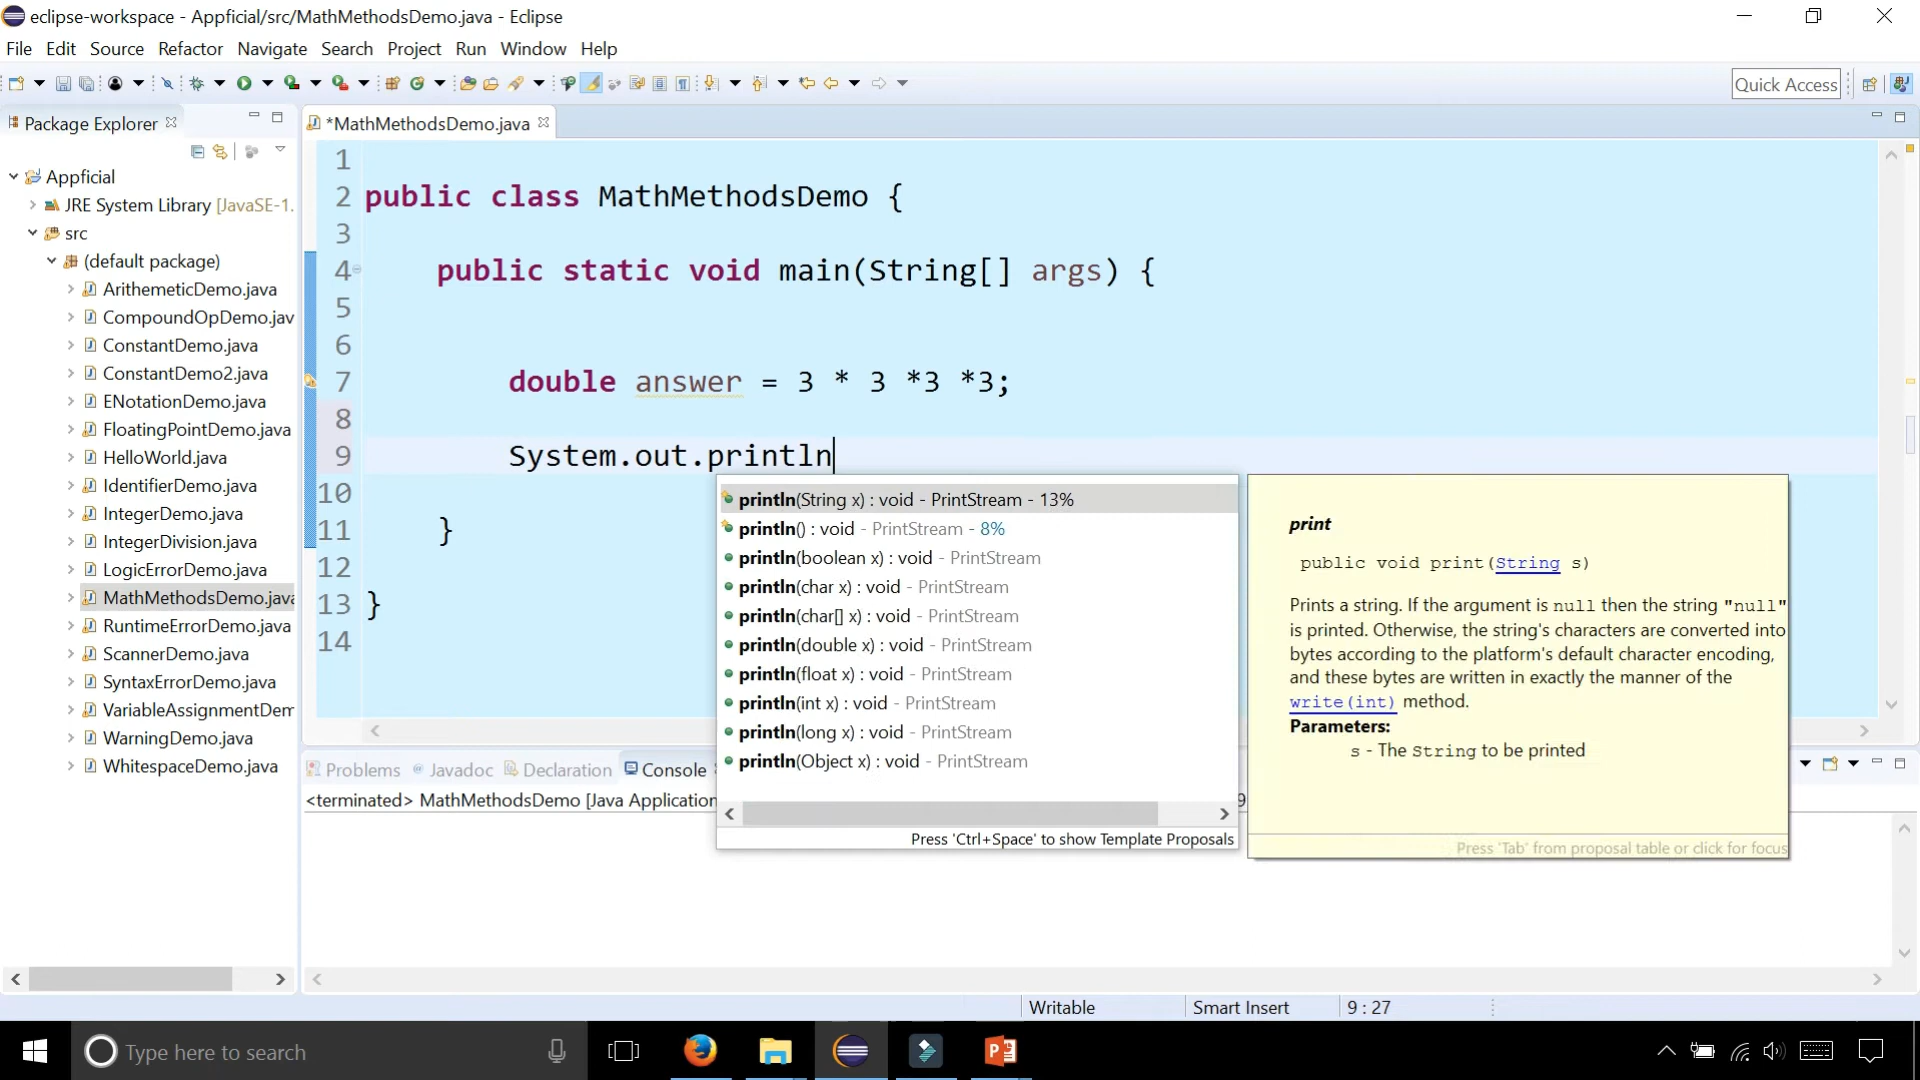 eclipse-workspace - Appficial/src/MathMethodsDemo.java - Eclipse
File Edit Source Refactor Navigate Search Project Run Window Help
Quick Access
Package Explorer
*MathMethodsDemo.java
Appficial
JRE System Library [JavaSE-1.
src
(default package)
ArithemeticDemo.java
CompoundOpDemo.jav
ConstantDemo.java
ConstantDemo2.java
ENotationDemo.java
FloatingPointDemo.java
HelloWorld.java
IdentifierDemo.java
IntegerDemo.java
IntegerDivision.java
LogicErrorDemo.java
MathMethodsDemo.java
RuntimeErrorDemo.java
ScannerDemo.java
SyntaxErrorDemo.java
VariableAssignmentDem
WarningDemo.java
WhitespaceDemo.java
1
2 public class MathMethodsDemo {
3
4 public static void main(String[] args) {
5
6
7 double answer = 3 * 3 *3 *3;
8
9 System.out.println
10
11 }
12
13 }
14
println(String x) : void - PrintStream - 13%
println() : void - PrintStream - 8%
println(boolean x) : void - PrintStream
println(char x) : void - PrintStream
println(char[] x) : void - PrintStream
println(double x) : void - PrintStream
println(float x) : void - PrintStream
println(int x) : void - PrintStream
println(long x) : void - PrintStream
println(Object x) : void - PrintStream
Press 'Ctrl+Space' to show Template Proposals
print
public void print(String s)
Prints a string. If the argument is null then the string "null"
is printed. Otherwise, the string's characters are converted into
bytes according to the platform's default character encoding,
and these bytes are written in exactly the manner of the
write(int) method.
Parameters:
s - The String to be printed
Press 'Tab' from proposal table or click for focus
Problems Javadoc Declaration Console
<terminated> MathMethodsDemo [Java Application
9
Writable Smart Insert 9 : 27
Type here to search